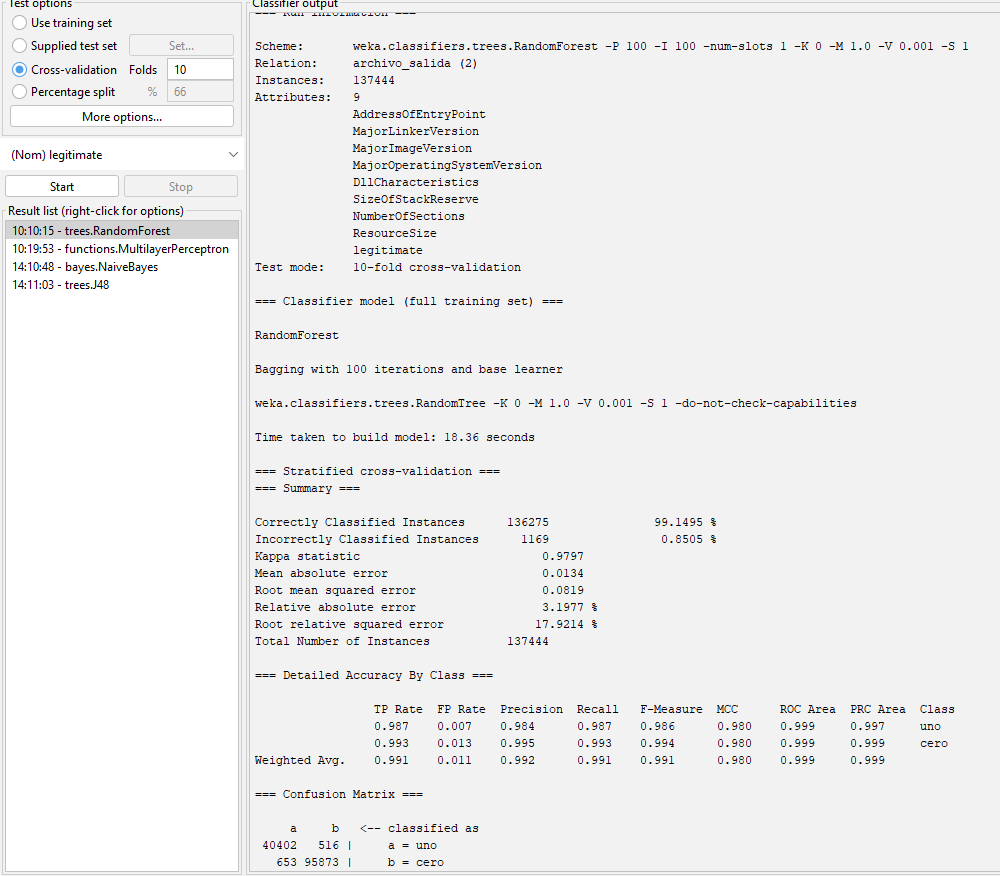 Test options
Use training set
Supplied test set Set...
Cross-validation Folds 10
Percentage split % 66
More options...
(Nom) legitimate
Start Stop
Result list (right-click for options)
10:10:15 - trees.RandomForest
10:19:53 - functions.MultilayerPerceptron
14:10:48 - bayes.NaiveBayes
14:11:03 - trees.J48
Classifier output
=== Run information ===
Scheme: weka.classifiers.trees.RandomForest -P 100 -I 100 -num-slots 1 -K 0 -M 1.0 -V 0.001 -S 1
Relation: archivo_salida (2)
Instances: 137444
Attributes: 9
AddressOfEntryPoint
MajorLinkerVersion
MajorImageVersion
MajorOperatingSystemVersion
DllCharacteristics
SizeOfStackReserve
NumberOfSections
ResourceSize
legitimate
Test mode: 10-fold cross-validation
=== Classifier model (full training set) ===
RandomForest
Bagging with 100 iterations and base learner
weka.classifiers.trees.RandomTree -K 0 -M 1.0 -V 0.001 -S 1 -do-not-check-capabilities
Time taken to build model: 18.36 seconds
=== Stratified cross-validation ===
=== Summary ===
Correctly Classified Instances 136275 99.1495 %
Incorrectly Classified Instances 1169 0.8505 %
Kappa statistic 0.9797
Mean absolute error 0.0134
Root mean squared error 0.0819
Relative absolute error 3.1977 %
Root relative squared error 17.9214 %
Total Number of Instances 137444
=== Detailed Accuracy By Class ===
TP Rate FP Rate Precision Recall F-Measure MCC ROC Area PRC Area Class
0.987 0.007 0.984 0.987 0.986 0.980 0.999 0.997 uno
0.993 0.013 0.995 0.993 0.994 0.980 0.999 0.999 cero
Weighted Avg. 0.991 0.011 0.992 0.991 0.991 0.980 0.999 0.999
=== Confusion Matrix ===
a b <-- classified as
40402 516 | a = uno
653 95873 | b = cero